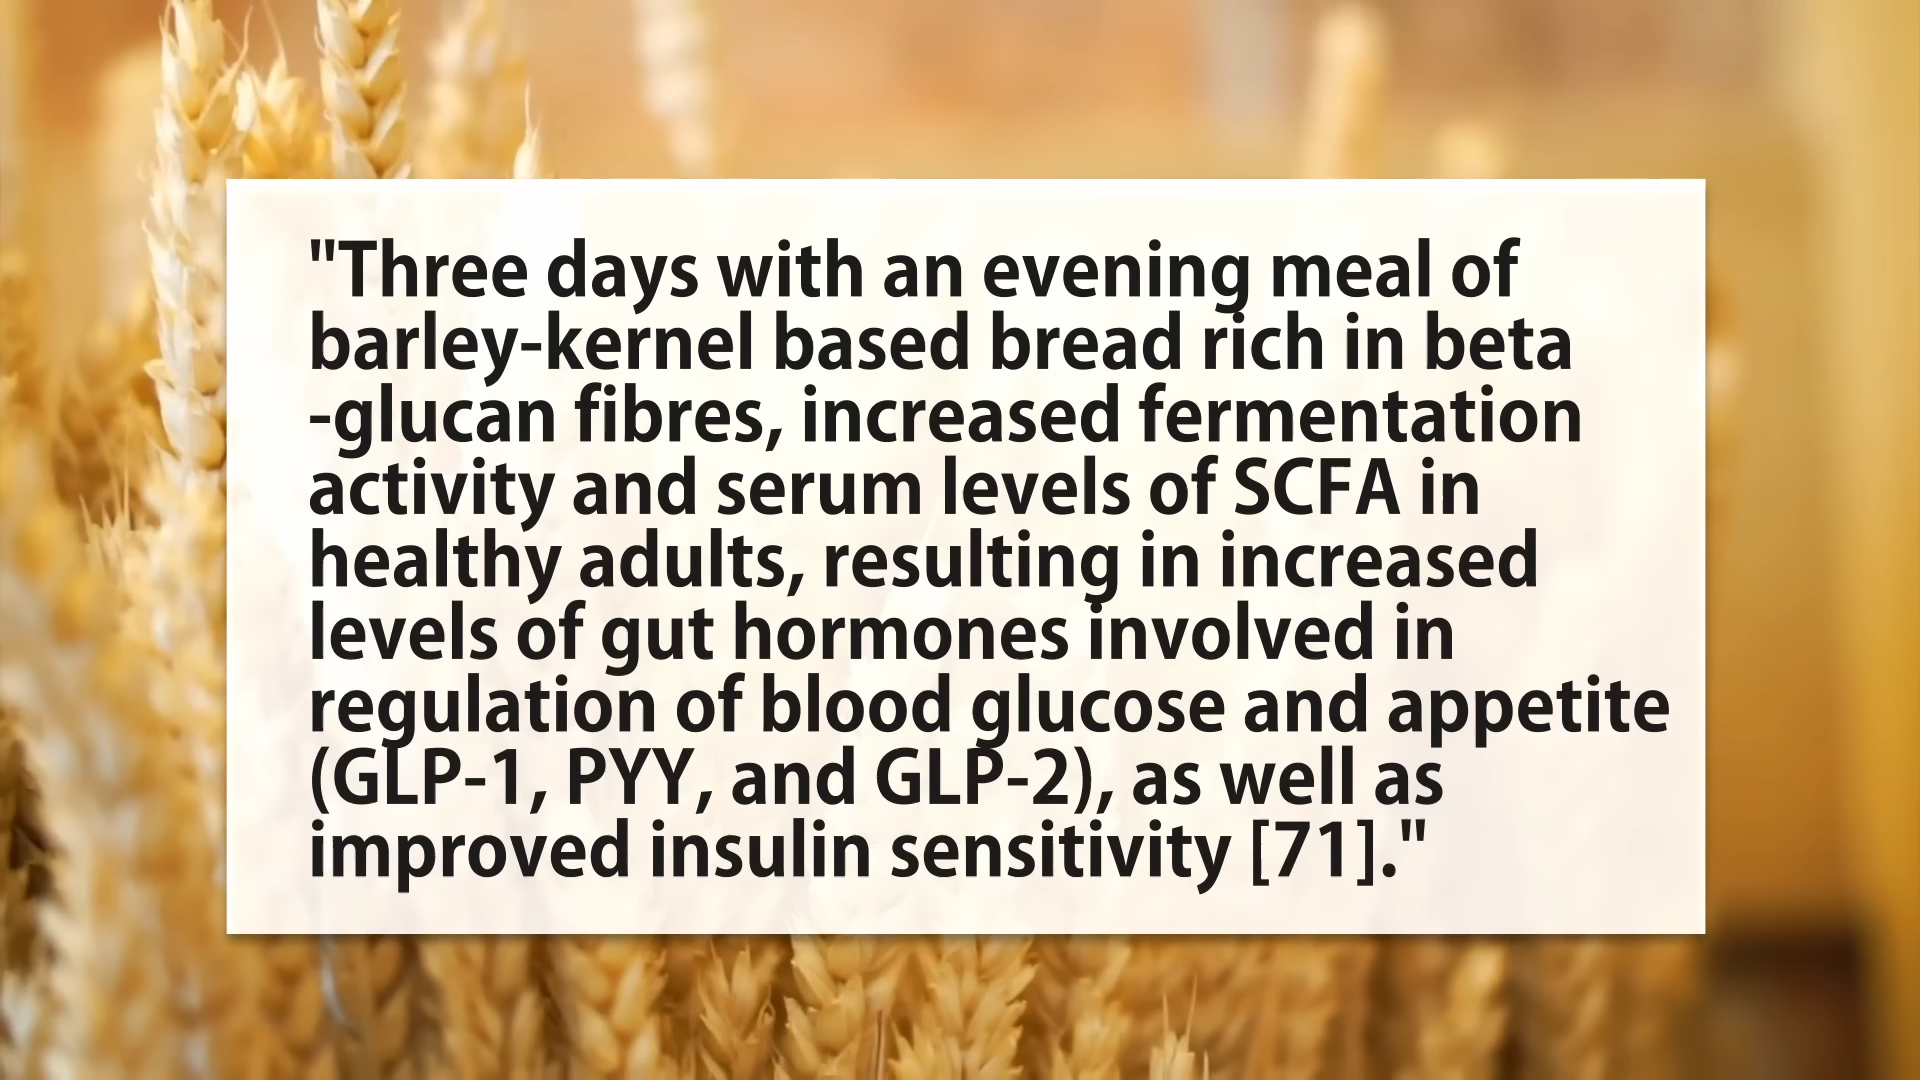 "Three days with an evening meal of
barley-kernel based bread rich in beta
-glucan fibres, increased fermentation
activity and serum levels of SCFA in
healthy adults, resulting in increased
levels of gut hormones involved in
regulation of blood glucose and appetite
(GLP-1, PYY, and GLP-2), as well as
improved insulin sensitivity [71]."